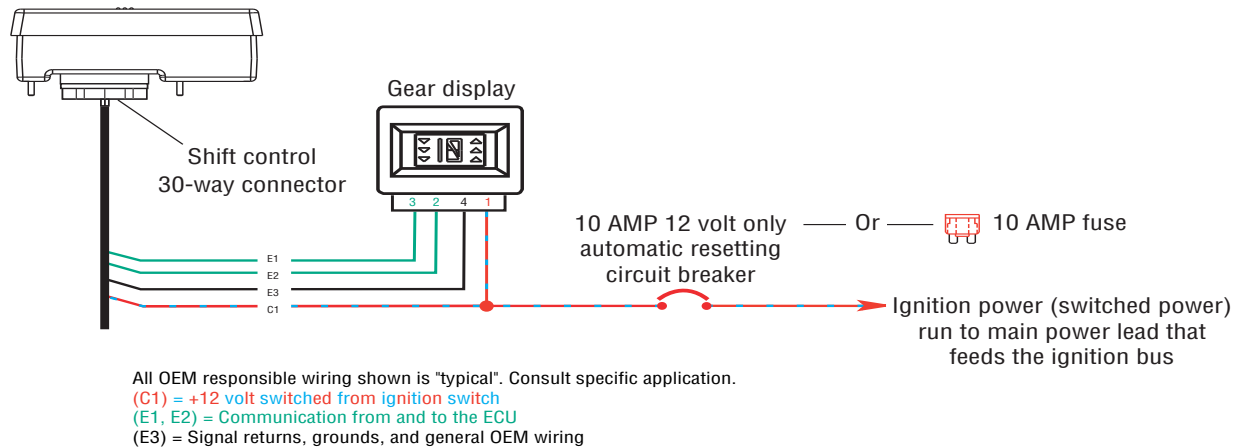 Gear display
Shift control
30-way connector
3 2 4 1
10 AMP 12 volt only
automatic resetting
circuit breaker
Or
10 AMP fuse
E1
E2
E3
C1
Ignition power (switched power)
run to main power lead that
feeds the ignition bus
All OEM responsible wiring shown is "typical". Consult specific application.
(C1) = +12 volt switched from ignition switch
(E1, E2) = Communication from and to the ECU
(E3) = Signal returns, grounds, and general OEM wiring